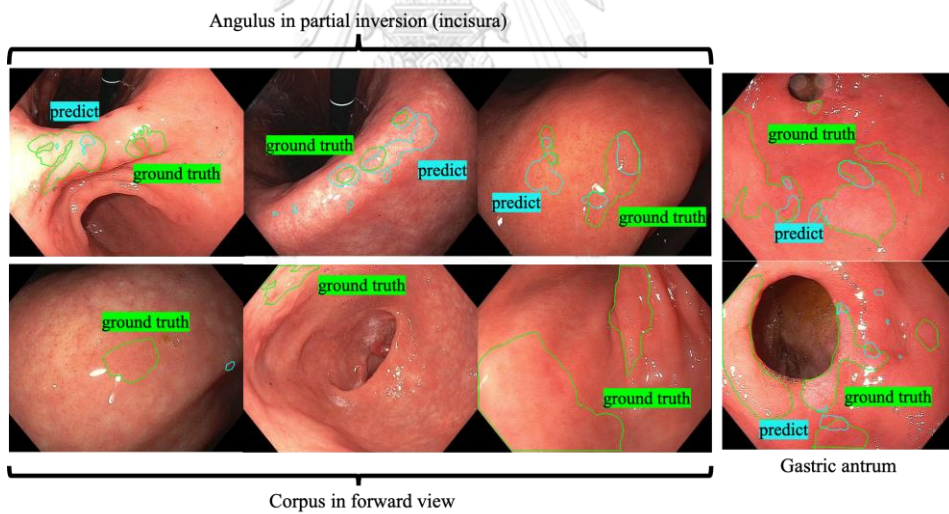 Angulus in partial inversion (incisura)
predict
ground truth
ground truth
predict
predict
ground truth
ground truth
predict
ground truth
ground truth
ground truth
ground truth
predict
Gastric antrum
Corpus in forward view